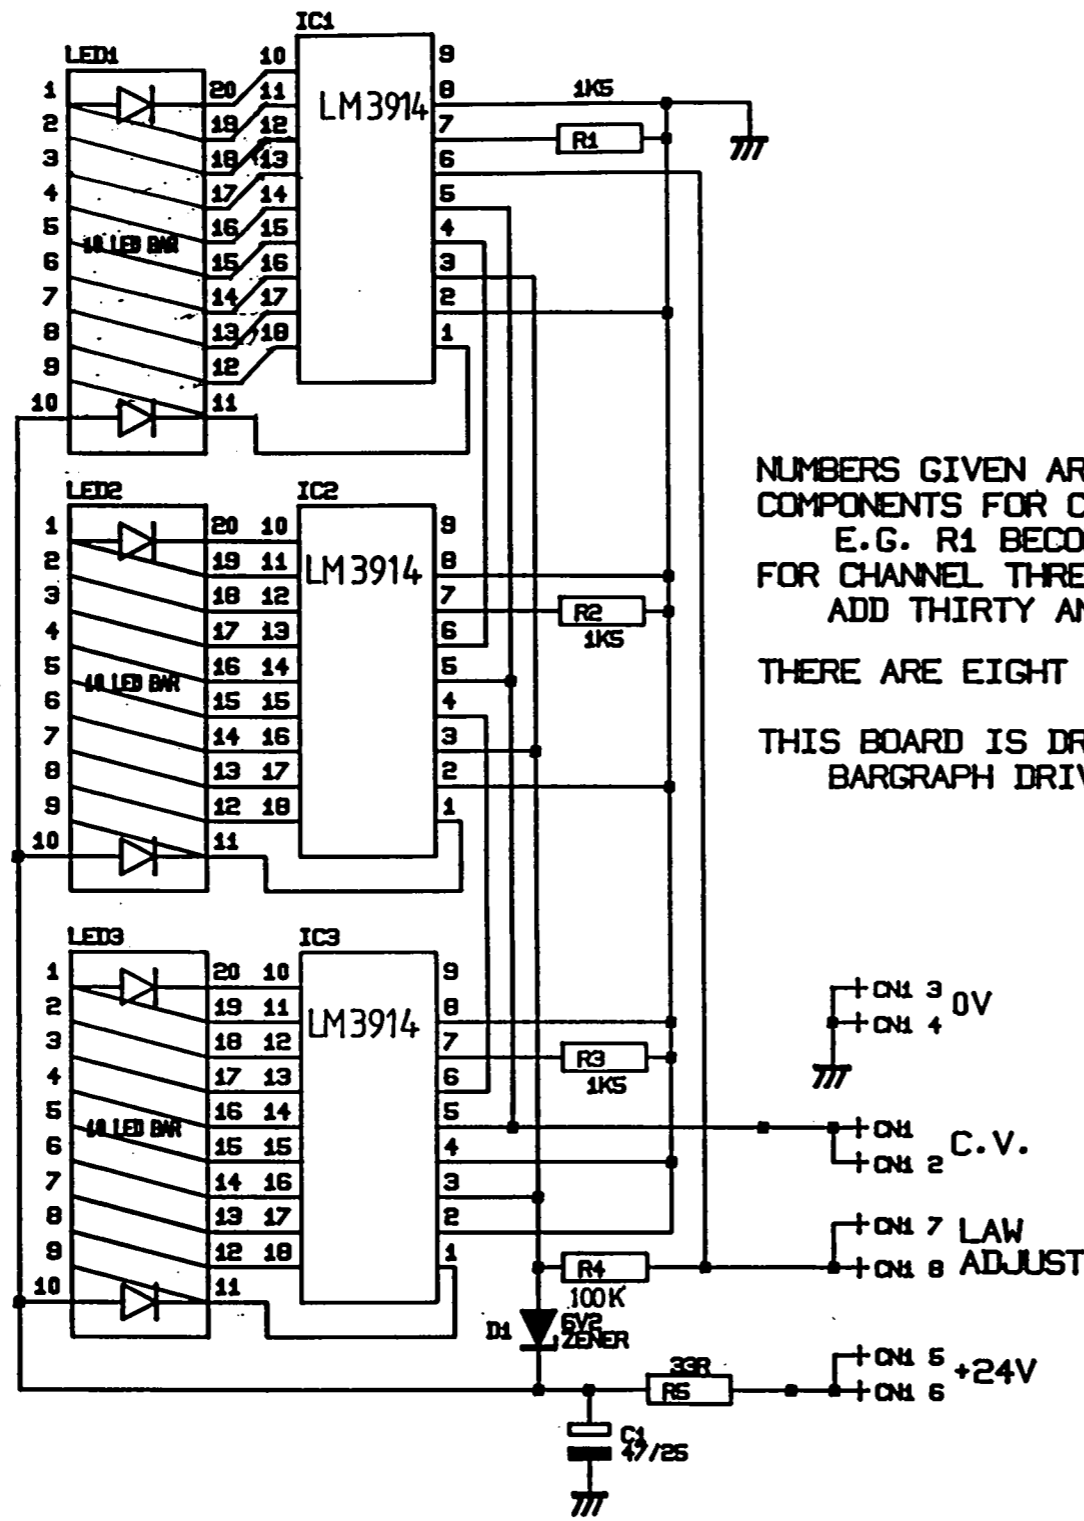 IC1
LED1
10 9
1 20 11 8 1K5
LM3914
2 19 12 7 R1
3 18 13 6
4 17 14 5
5 16 15 4
10 LED BAR
6 15 16 3
7 14 17 2
8 13 18 1
9 12
10 11
LED2 IC2
1 20 10 9
2 19 11 8
LM3914
3 18 12 7 R2
4 17 13 6 1K5
5 16 14 5
10 LED BAR
6 15 15 4
7 14 16 3
8 13 17 2
9 12 18 1
10 11
NUMBERS GIVEN AR
COMPONENTS FOR C
E.G. R1 BECO
FOR CHANNEL THRE
ADD THIRTY AN
THERE ARE EIGHT
THIS BOARD IS DR
BARGRAPH DRIV
LED3 IC3
1 20 10 9
2 19 11 8
LM3914
3 18 12 7 R3
4 17 13 6 1K5
5 16 14 5
10 LED BAR
6 15 15 4
7 14 16 3
8 13 17 2
9 12 18 1
10 11
CN1 3 0V
CN1 4
CN1 C.V.
CN1 2
CN1 7 LAW
CN1 8 ADJUST
R4
100K
D1 6V2
ZENER
33R
R5
CN1 5 +24V
CN1 6
C1
47/25